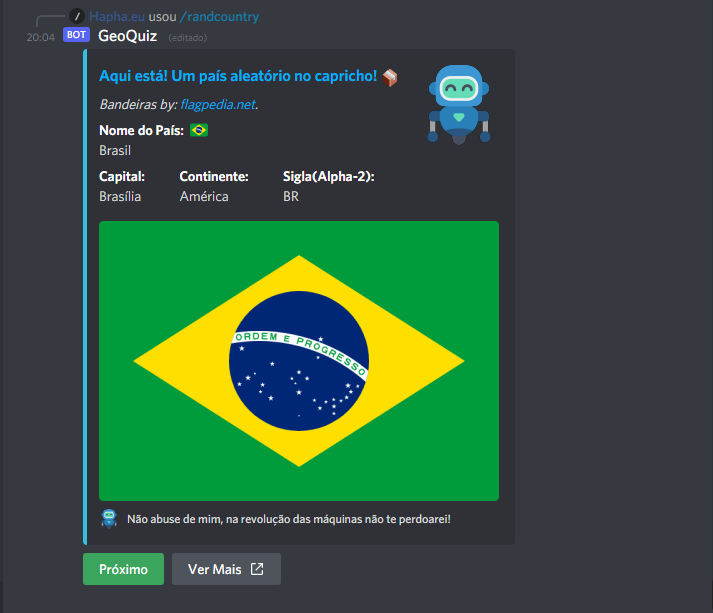 Hapha.eu usou /randcountry
20:04 BOT GeoQuiz (editado)
Aqui está! Um país aleatório no capricho!
Bandeiras by: flagpedia.net.
Nome do País:
Brasil
Capital: Continente: Sigla(Alpha-2):
Brasília América BR
ORDEM E PROGRESSO
Não abuse de mim, na revolução das máquinas não te perdoarei!
Próximo Ver Mais